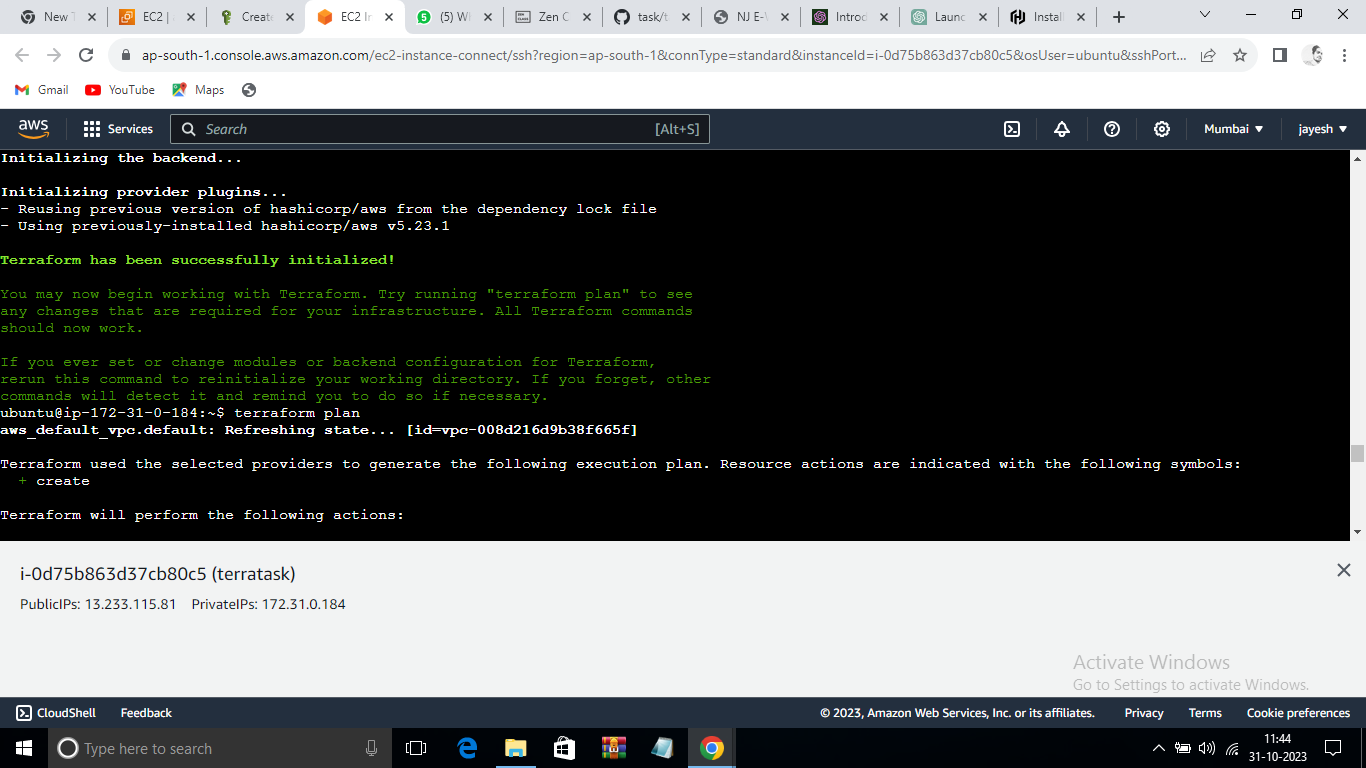 New T
EC2 |
Create
EC2 In
(5) W
Zen C
task/t
NJ E-
Introd
Launc
Install
ap-south-1.console.aws.amazon.com/ec2-instance-connect/ssh?region=ap-south-1&connType=standard&instanceId=i-0d75b863d37cb80c5&osUser=ubuntu&sshPort...
Gmail YouTube Maps
aws Services Search [Alt+S] Mumbai ▼ jayesh ▼
Initializing the backend...
Initializing provider plugins...
- Reusing previous version of hashicorp/aws from the dependency lock file
- Using previously-installed hashicorp/aws v5.23.1
Terraform has been successfully initialized!
You may now begin working with Terraform. Try running "terraform plan" to see
any changes that are required for your infrastructure. All Terraform commands
should now work.
If you ever set or change modules or backend configuration for Terraform,
rerun this command to reinitialize your working directory. If you forget, other
commands will detect it and remind you to do so if necessary.
ubuntu@ip-172-31-0-184:~$ terraform plan
aws_default_vpc.default: Refreshing state... [id=vpc-008d216d9b38f665f]
Terraform used the selected providers to generate the following execution plan. Resource actions are indicated with the following symbols:
+ create
Terraform will perform the following actions:
i-0d75b863d37cb80c5 (terratask)
PublicIPs: 13.233.115.81 PrivateIPs: 172.31.0.184
Activate Windows
Go to Settings to activate Windows.
CloudShell Feedback © 2023, Amazon Web Services, Inc. or its affiliates. Privacy Terms Cookie preferences
Type here to search
11:44
31-10-2023